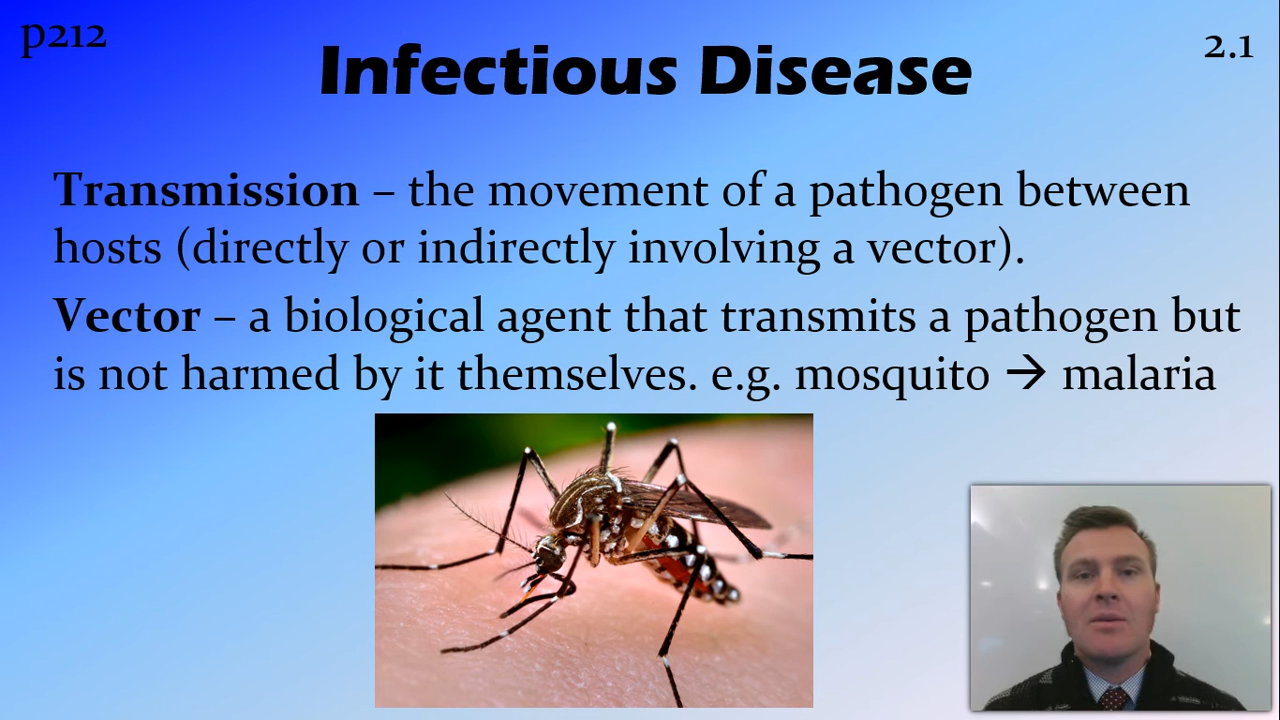 p212
2.1
Infectious Disease
Transmission – the movement of a pathogen between
hosts (directly or indirectly involving a vector).
Vector – a biological agent that transmits a pathogen but
is not harmed by it themselves. e.g. mosquito → malaria